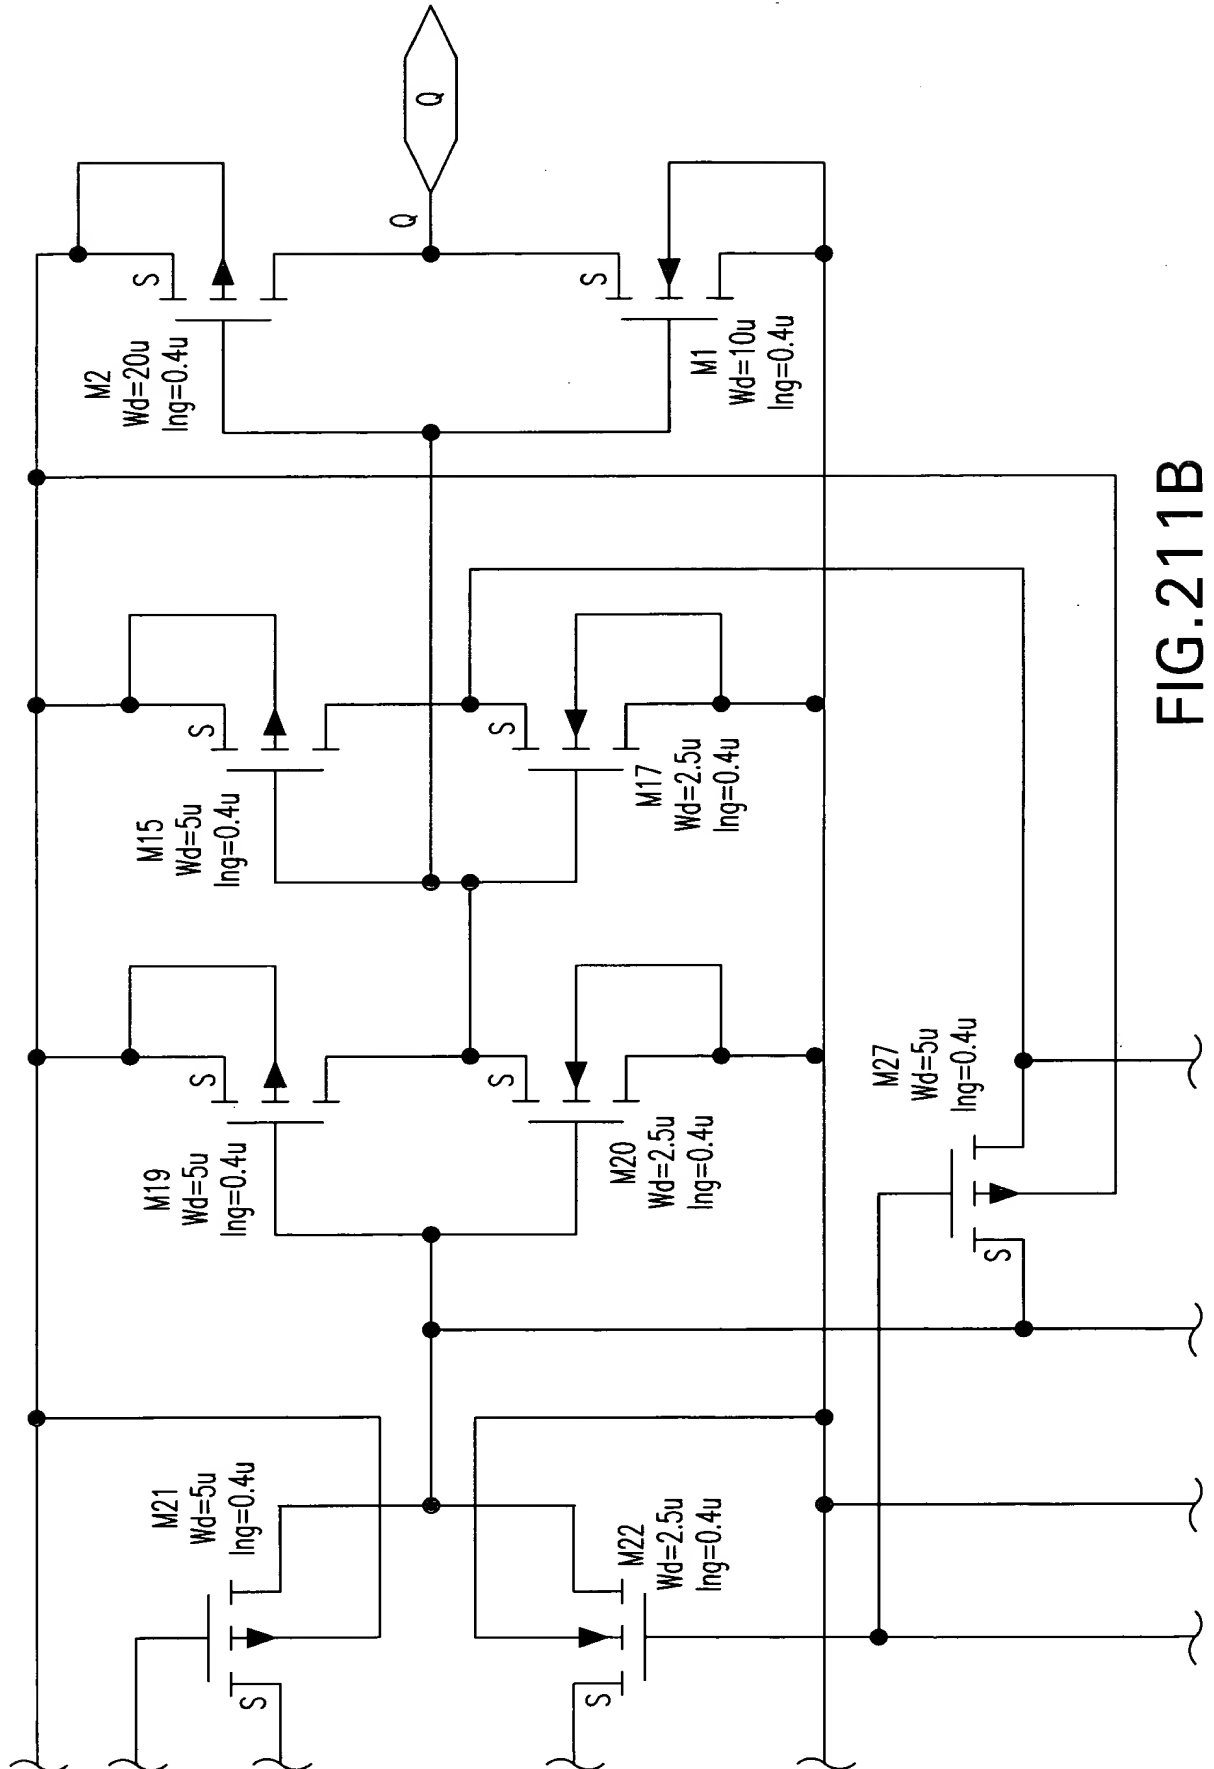 Q
Q
S
M2
Wd=20u
lng=0.4u
S
M1
Wd=10u
lng=0.4u
S
M15
Wd=5u
lng=0.4u
S
M17
Wd=2.5u
lng=0.4u
S
M19
Wd=5u
lng=0.4u
S
M20
Wd=2.5u
lng=0.4u
M27
Wd=5u
lng=0.4u
S
M21
Wd=5u
lng=0.4u
S
M22
Wd=2.5u
lng=0.4u
S
FIG.211B